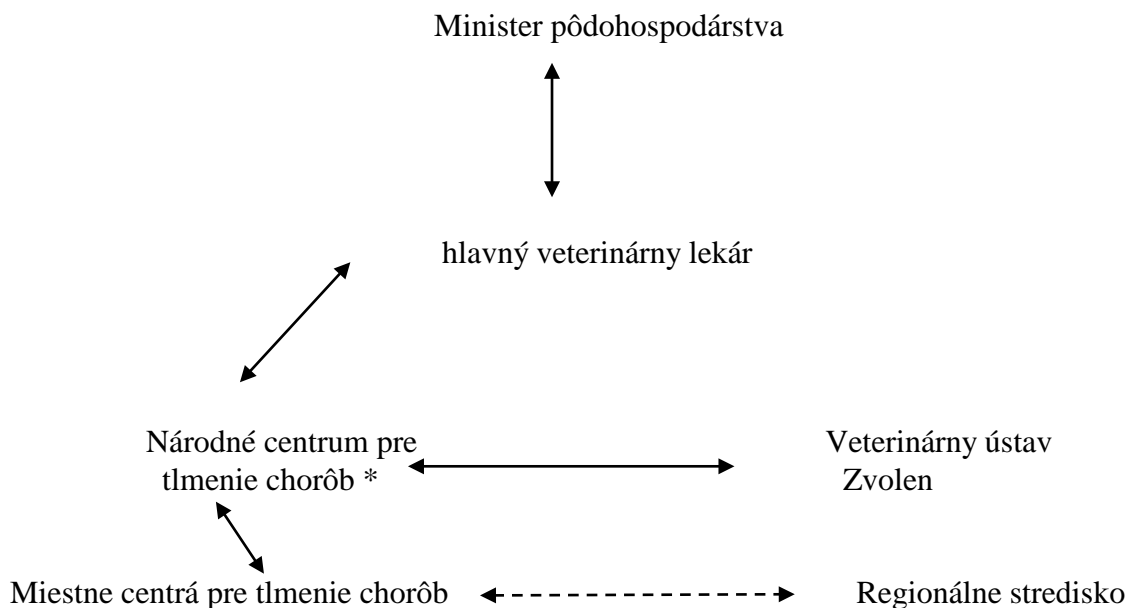 Minister pôdohospodárstva
hlavný veterinárny lekár
Národné centrum pre
tlmenie chorôb *
Veterinárny ústav
Zvolen
Miestne centrá pre tlmenie chorôb
Regionálne stredisko